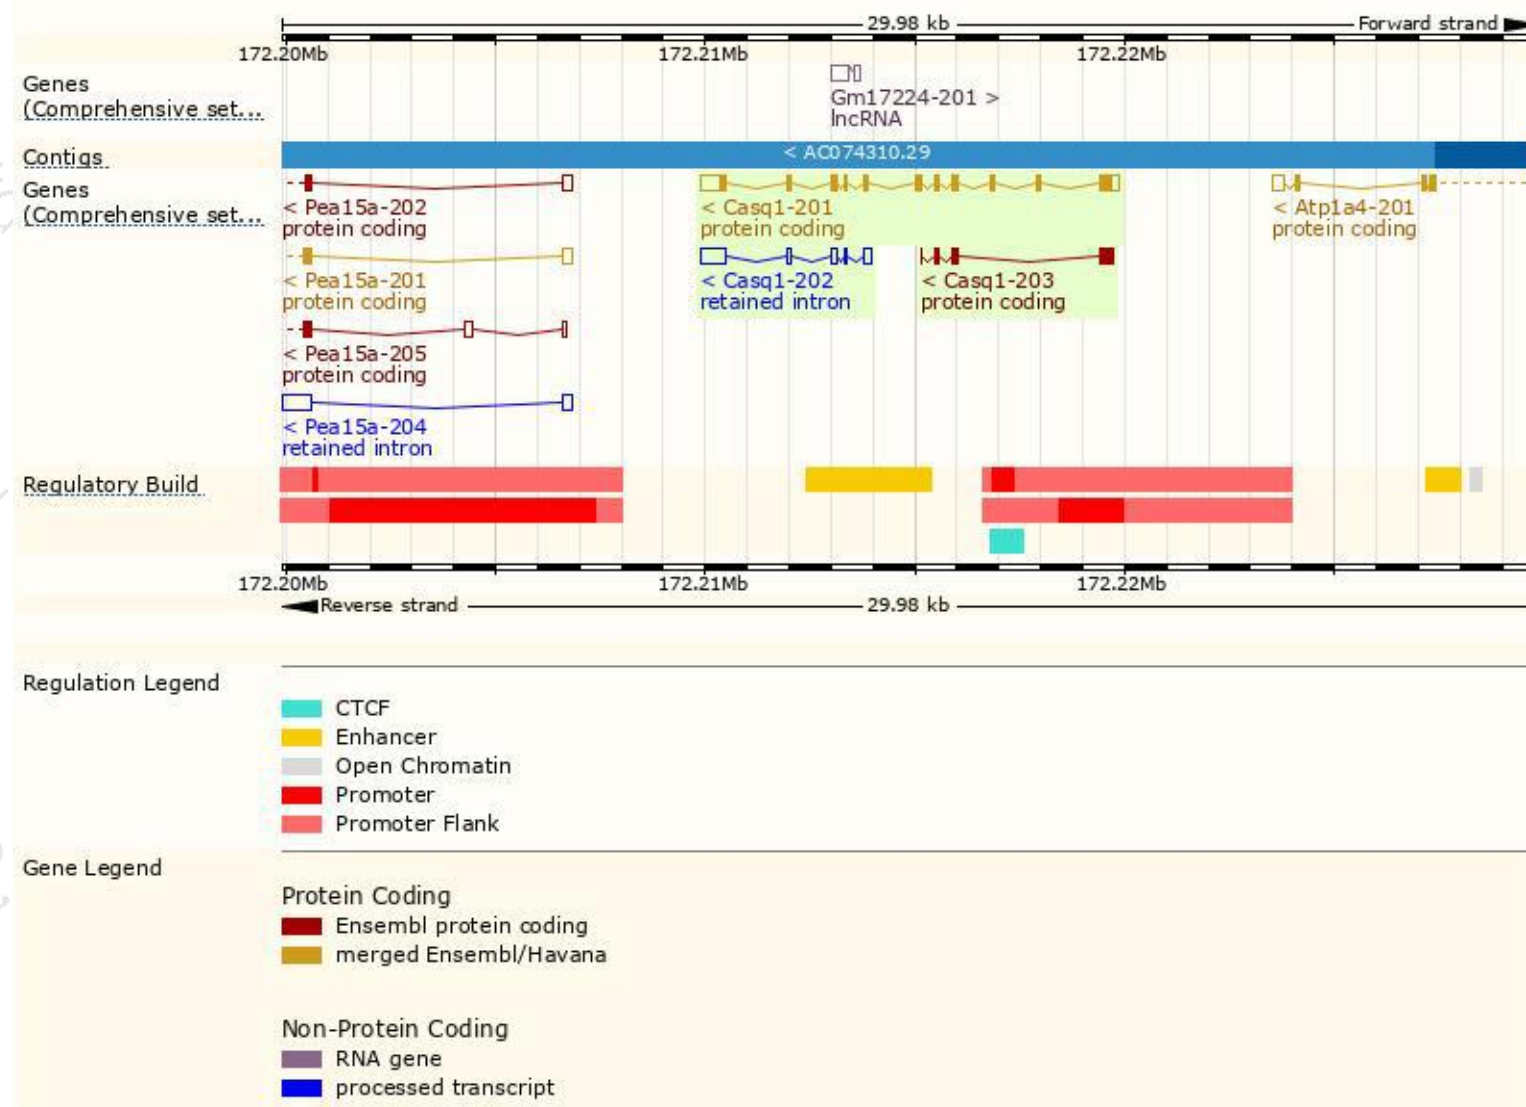 29.98 kb Forward strand
172.20Mb 172.21Mb 172.22Mb
Genes
(Comprehensive set...
Gm17224-201 >
lncRNA
Contigs
< AC074310.29
Genes
(Comprehensive set...
< Pea15a-202
protein coding
< Casq1-201
protein coding
< Atp1a4-201
protein coding
< Pea15a-201
protein coding
< Casq1-202
retained intron
< Casq1-203
protein coding
< Pea15a-205
protein coding
< Pea15a-204
retained intron
Regulatory Build
172.20Mb 172.21Mb 172.22Mb
Reverse strand 29.98 kb
Regulation Legend
CTCF
Enhancer
Open Chromatin
Promoter
Promoter Flank
Gene Legend
Protein Coding
Ensembl protein coding
merged Ensembl/Havana
Non-Protein Coding
RNA gene
processed transcript